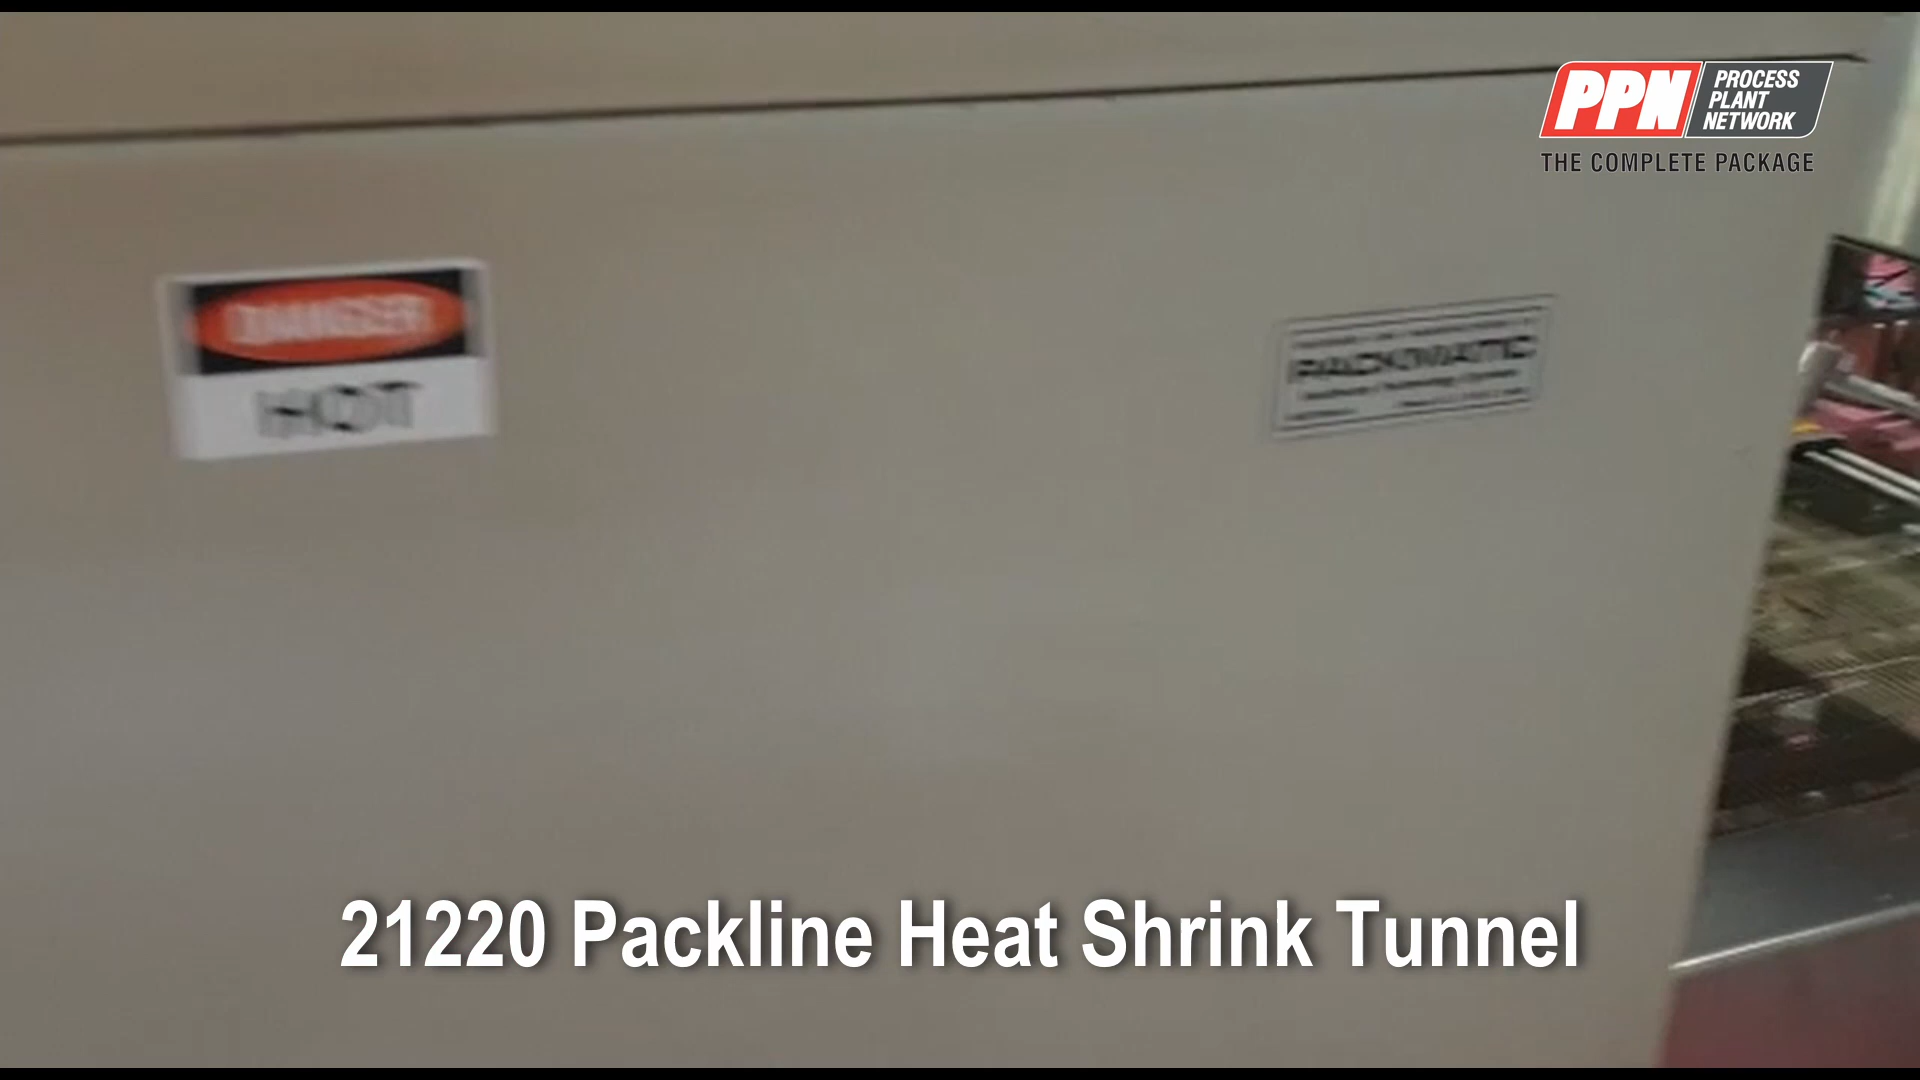 PPN PROCESS
PLANT
NETWORK
THE COMPLETE PACKAGE
DANGER
HOT
PACKMATIC
21220 Packline Heat Shrink Tunnel